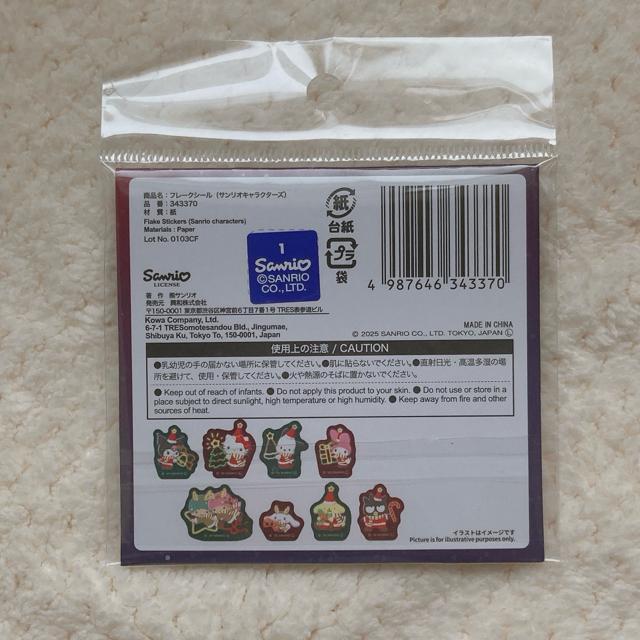 商品名：フレークシール（サンリオキャラクターズ）
品番：343370
材質：紙
Flake Stickers (Sanrio characters)
Materials : Paper
Lot No. 0103CF
紙
台紙
プラ
袋
4 987646 343370
Sanrio
LICENSE
1
Sanrio
©SANRIO
CO., LTD.
著作 ㈱サンリオ
発売元 興和株式会社
〒150-0001 東京都渋谷区神宮前6丁目7番1号 TRES表参道ビル
Kowa Company, Ltd.
6-7-1 TRESomotesandou Bld., Jingumae,
Shibuya Ku, Tokyo To, 150-0001, Japan
MADE IN CHINA
© 2025 SANRIO CO., LTD. TOKYO, JAPAN Ⓛ
使用上の注意 / CAUTION
●乳幼児の手の届かない場所に保管してください。●肌に貼らないでください。●直射日光・高温多湿の場
所を避けて、使用・保管してください。●火や熱源のそばに置かないでください。
● Keep out of reach of infants. ● Do not apply this product to your skin. ● Do not use or store in a
place subject to direct sunlight, high temperature or high humidity. ● Keep away from fire and other
sources of heat.
イラストはイメージです
Picture is for illustrative purposes only.